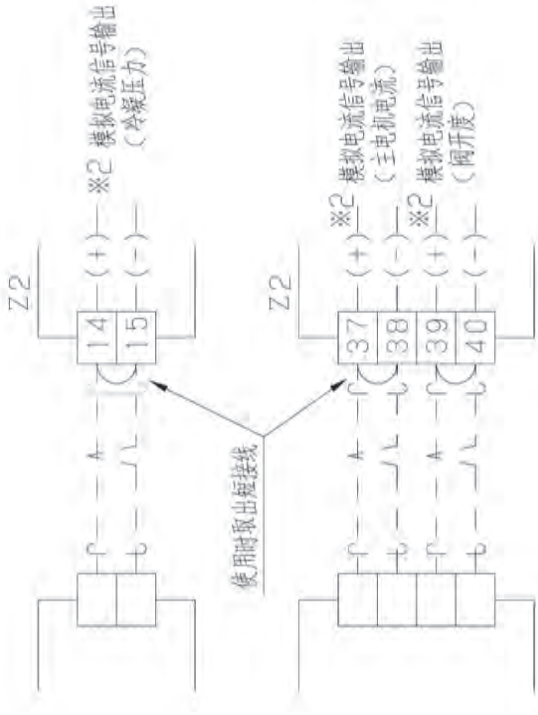 Z2
14 (+) ※2 模拟电流信号输出
15 (-) (冷凝压力)
使用时取出短接线
Z2
37 (+) ※2 模拟电流信号输出
38 (-) (主电机电流)
39 (+) ※2 模拟电流信号输出
40 (-) (阀开度)